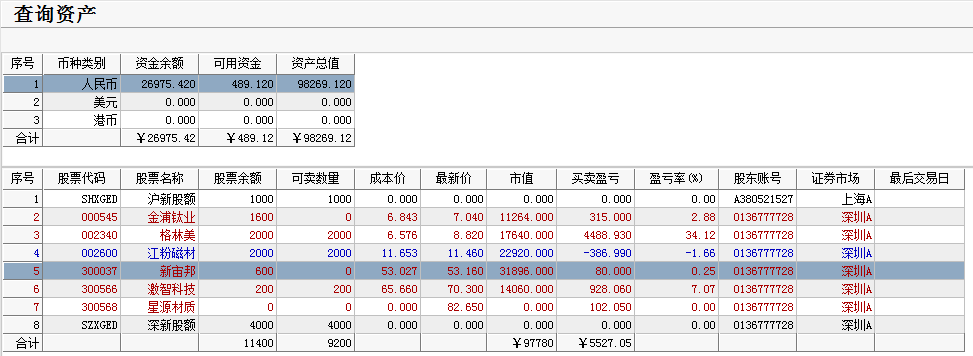 查询资产
序号 币种类别 资金余额 可用资金 资产总值
1 人民币 26975.420 489.120 98269.120
2 美元 0.000 0.000 0.000
3 港币 0.000 0.000 0.000
合计 ￥26975.42 ￥489.12 ￥98269.12
序号 股票代码 股票名称 股票余额 可卖数量 成本价 最新价 市值 买卖盈亏 盈亏率(%) 股东账号 证券市场 最后交易日
1 SHXGED 沪新股额 1000 1000 0.000 0.000 0.000 0.000 0.00 A380521527 上海A
2 000545 金浦钛业 1600 0 6.843 7.040 11264.000 315.000 2.88 0136777728 深圳A
3 002340 格林美 2000 2000 6.576 8.820 17640.000 4488.930 34.12 0136777728 深圳A
4 002600 江粉磁材 2000 2000 11.653 11.460 22920.000 -386.990 -1.66 0136777728 深圳A
5 300037 新宙邦 600 0 53.027 53.160 31896.000 80.000 0.25 0136777728 深圳A
6 300566 激智科技 200 200 65.660 70.300 14060.000 928.060 7.07 0136777728 深圳A
7 300568 星源材质 0 0 0.000 82.650 0.000 102.050 0.00 0136777728 深圳A
8 SZXGED 深新股额 4000 4000 0.000 0.000 0.000 0.000 0.00 0136777728 深圳A
合计 11400 9200 ￥97780 ￥5527.05